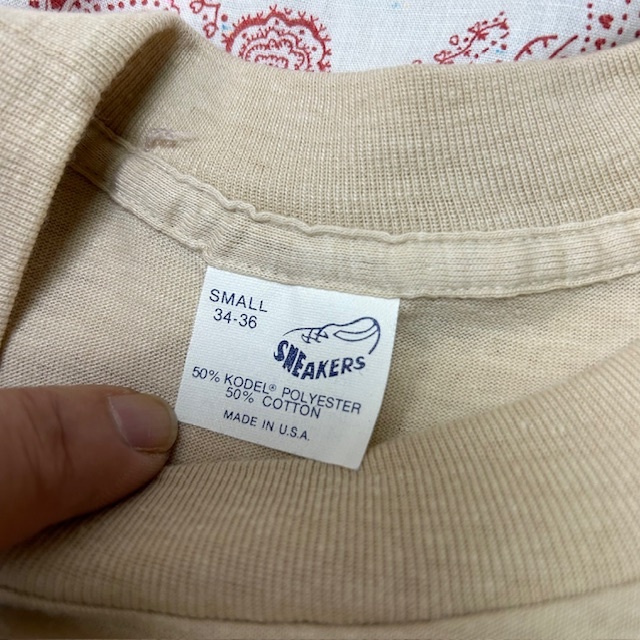 SMALL
34-36
SNEAKERS
50% KODEL® POLYESTER
50% COTTON
MADE IN U.S.A.